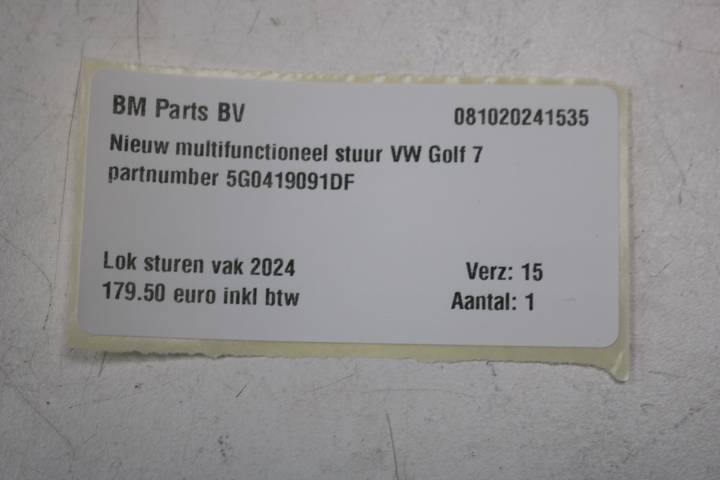 BM Parts BV 081020241535
Nieuw multifunctioneel stuur VW Golf 7
partnumber 5G0419091DF
Lok sturen vak 2024 Verz: 15
179.50 euro inkl btw Aantal: 1